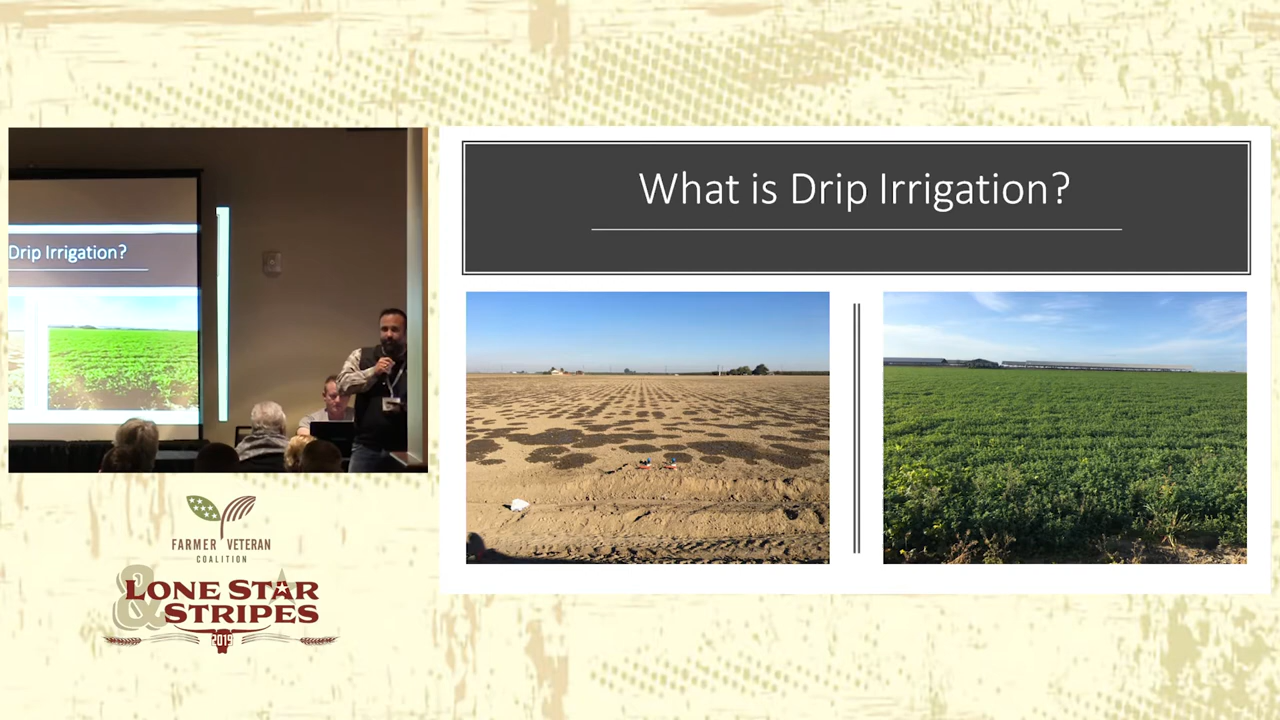 What is Drip Irrigation?
Drip Irrigation?
FARMER VETERAN
COALITION
&
LONE STAR
STRIPES
2019